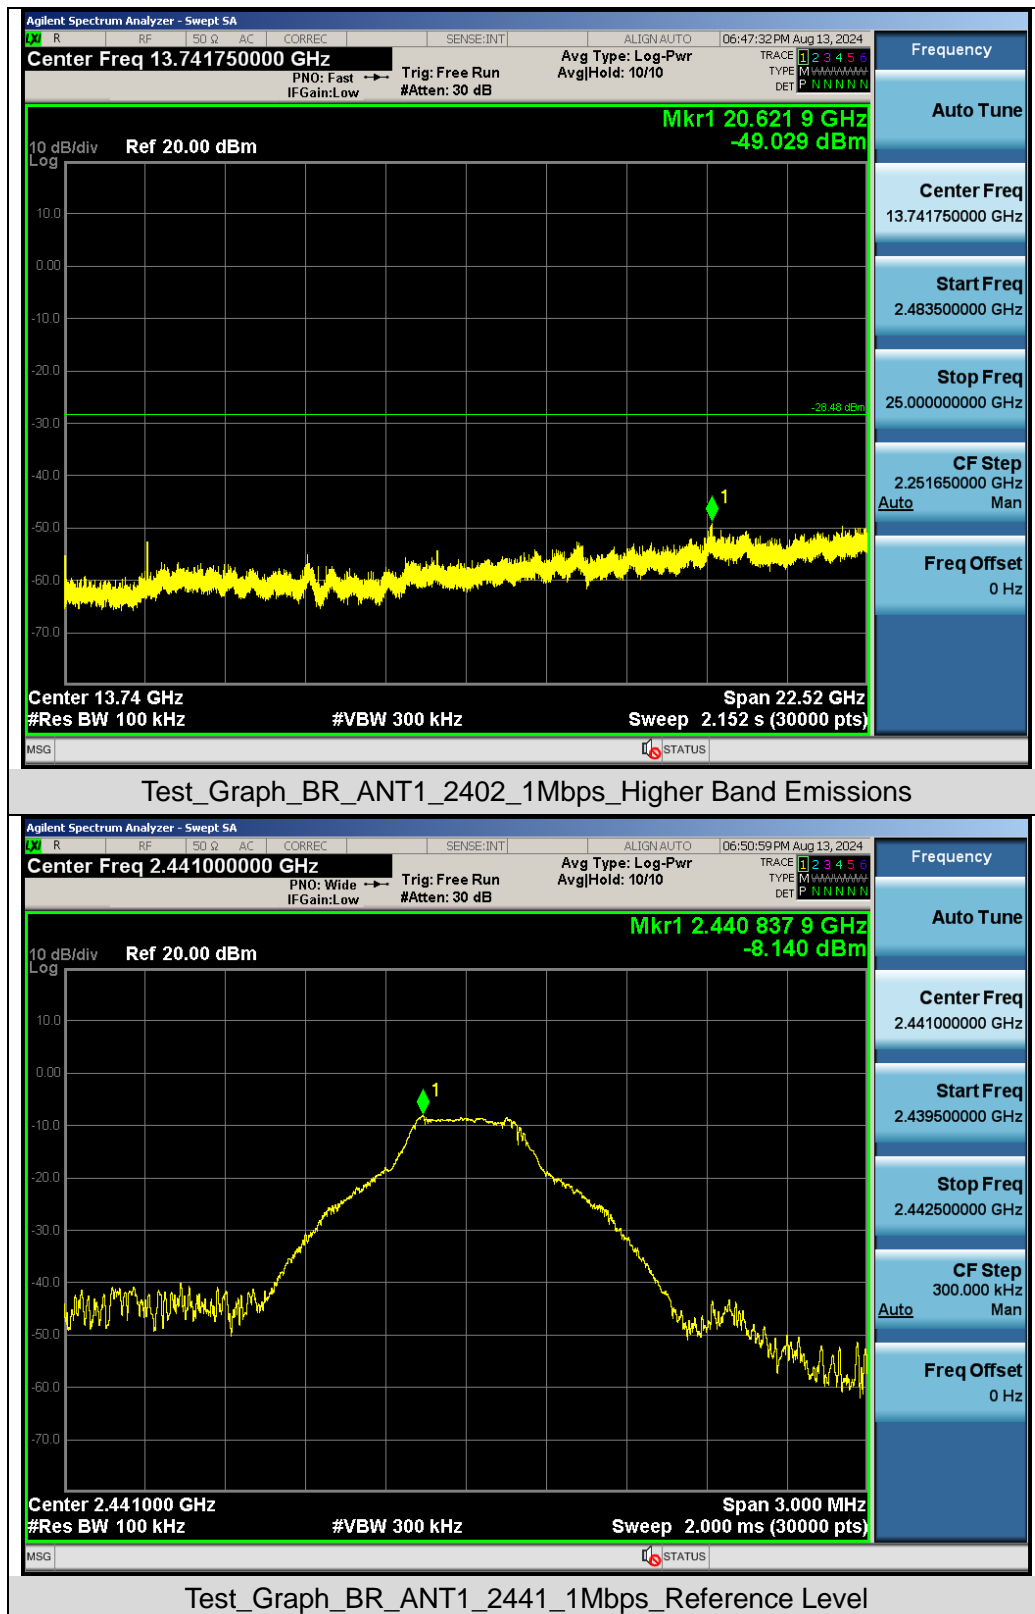 Agilent Spectrum Analyzer - Swept SA
LXI R RF 50 Ω AC CORREC SENSE:INT ALIGN AUTO 06:47:32 PM Aug 13, 2024
Center Freq 13.741750000 GHz
PNO: Fast
IFGain:Low
Trig: Free Run
#Atten: 30 dB
Avg Type: Log-Pwr
Avg|Hold: 10/10
TRACE 1 2 3 4 5 6
TYPE M WWWWW
DET P N N N N N
Mkr1 20.621 9 GHz
-49.029 dBm
10 dB/div Ref 20.00 dBm
Log
10.0
0.00
-10.0
-20.0
-28.48 dBm
-30.0
-40.0
1
-50.0
-60.0
-70.0
Center 13.74 GHz Span 22.52 GHz
#Res BW 100 kHz #VBW 300 kHz Sweep 2.152 s (30000 pts)
MSG STATUS
Frequency
Auto Tune
Center Freq
13.741750000 GHz
Start Freq
2.483500000 GHz
Stop Freq
25.000000000 GHz
CF Step
2.251650000 GHz
Auto Man
Freq Offset
0 Hz
Test_Graph_BR_ANT1_2402_1Mbps_Higher Band Emissions
Agilent Spectrum Analyzer - Swept SA
LXI R RF 50 Ω AC CORREC SENSE:INT ALIGN AUTO 06:50:59 PM Aug 13, 2024
Center Freq 2.441000000 GHz
PNO: Wide
IFGain:Low
Trig: Free Run
#Atten: 30 dB
Avg Type: Log-Pwr
Avg|Hold: 10/10
TRACE 1 2 3 4 5 6
TYPE M WWWWW
DET P N N N N N
Mkr1 2.440 837 9 GHz
-8.140 dBm
10 dB/div Ref 20.00 dBm
Log
10.0
0.00
1
-10.0
-20.0
-30.0
-40.0
-50.0
-60.0
-70.0
Center 2.441000 GHz Span 3.000 MHz
#Res BW 100 kHz #VBW 300 kHz Sweep 2.000 ms (30000 pts)
MSG STATUS
Frequency
Auto Tune
Center Freq
2.441000000 GHz
Start Freq
2.439500000 GHz
Stop Freq
2.442500000 GHz
CF Step
300.000 kHz
Auto Man
Freq Offset
0 Hz
Test_Graph_BR_ANT1_2441_1Mbps_Reference Level